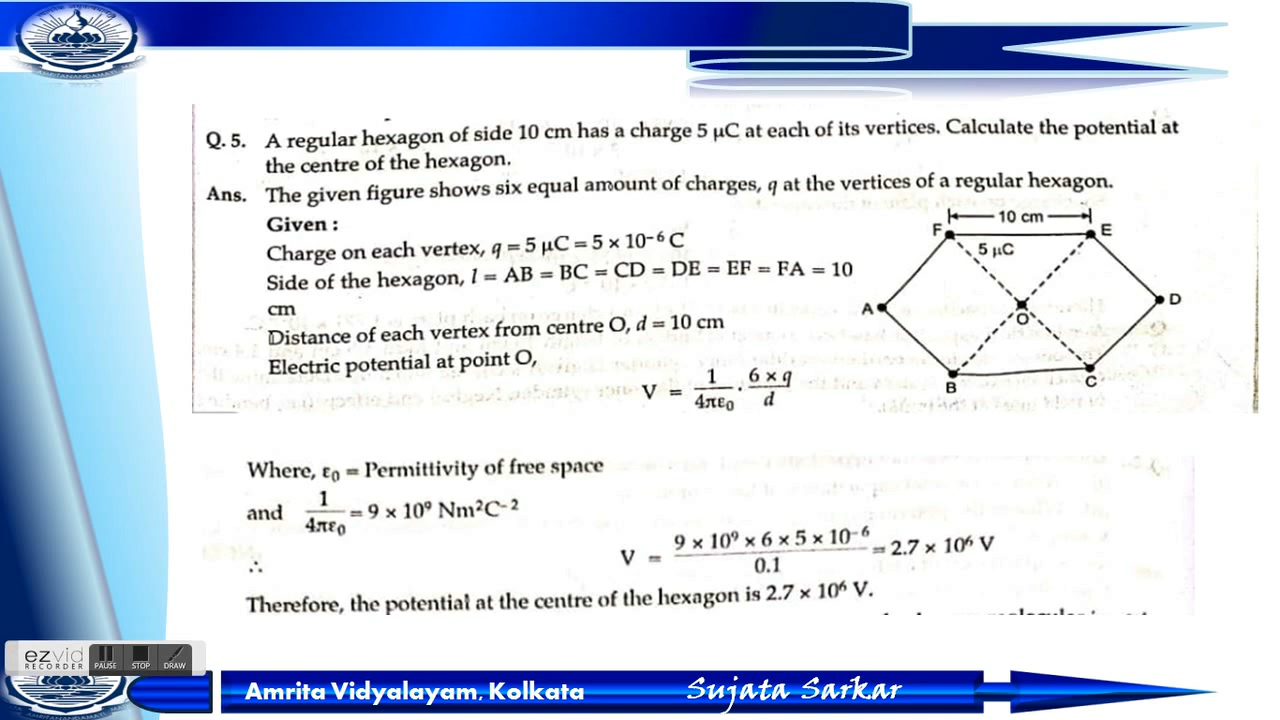 Q. 5. A regular hexagon of side 10 cm has a charge 5 μC at each of its vertices. Calculate the potential at
the centre of the hexagon.
Ans. The given figure shows six equal amount of charges, q at the vertices of a regular hexagon.
Given :
Charge on each vertex, q = 5 μC = 5 × 10⁻⁶ C
Side of the hexagon, l = AB = BC = CD = DE = EF = FA = 10
cm
Distance of each vertex from centre O, d = 10 cm
Electric potential at point O,
V = 1/4πε₀ · 6 × q/d
10 cm
F E
5 μC
A D
O
B C
Where, ε₀ = Permittivity of free space
and 1/4πε₀ = 9 × 10⁹ Nm²C⁻²
∴ V = 9 × 10⁹ × 6 × 5 × 10⁻⁶/0.1 = 2.7 × 10⁶ V
Therefore, the potential at the centre of the hexagon is 2.7 × 10⁶ V.
ezvid
RECORDER
PAUSE STOP DRAW
Amrita Vidyalayam, Kolkata Sujata Sarkar